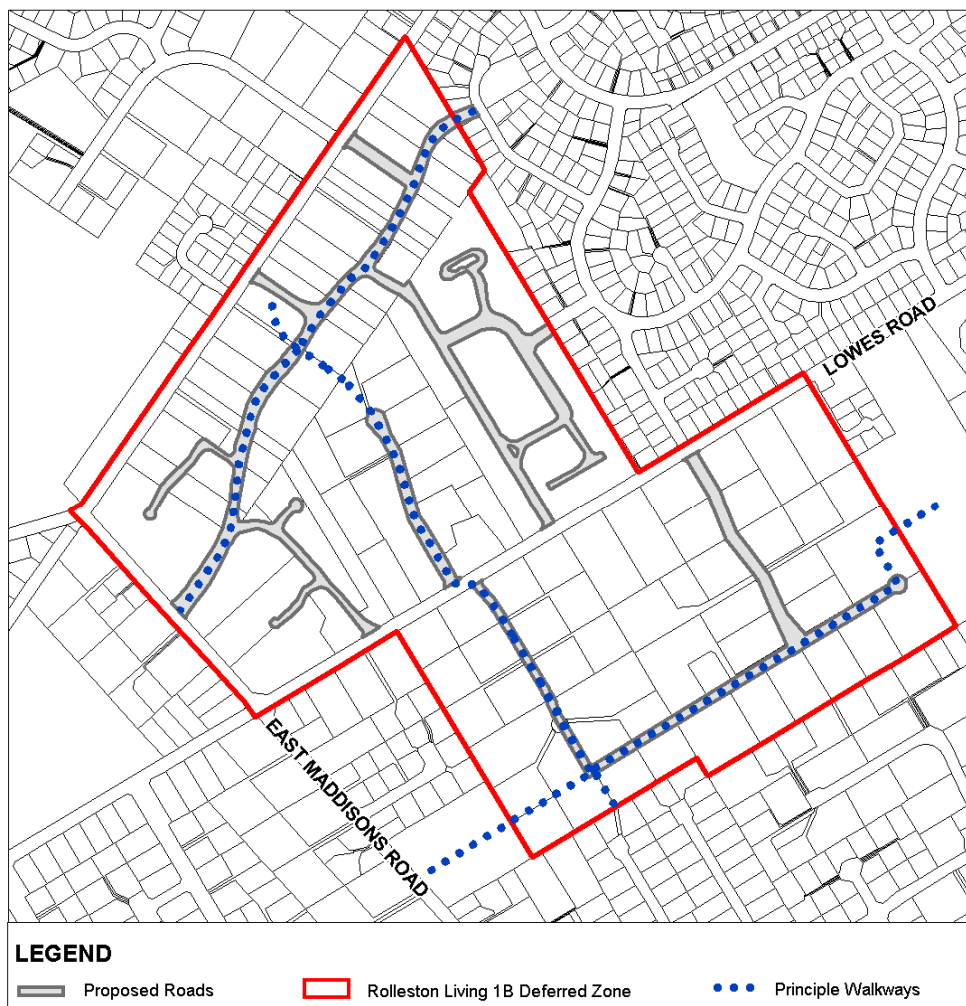 LOWES ROAD
EAST MADDISONS ROAD
LEGEND
Proposed Roads
Rolleston Living 1B Deferred Zone
Principle Walkways